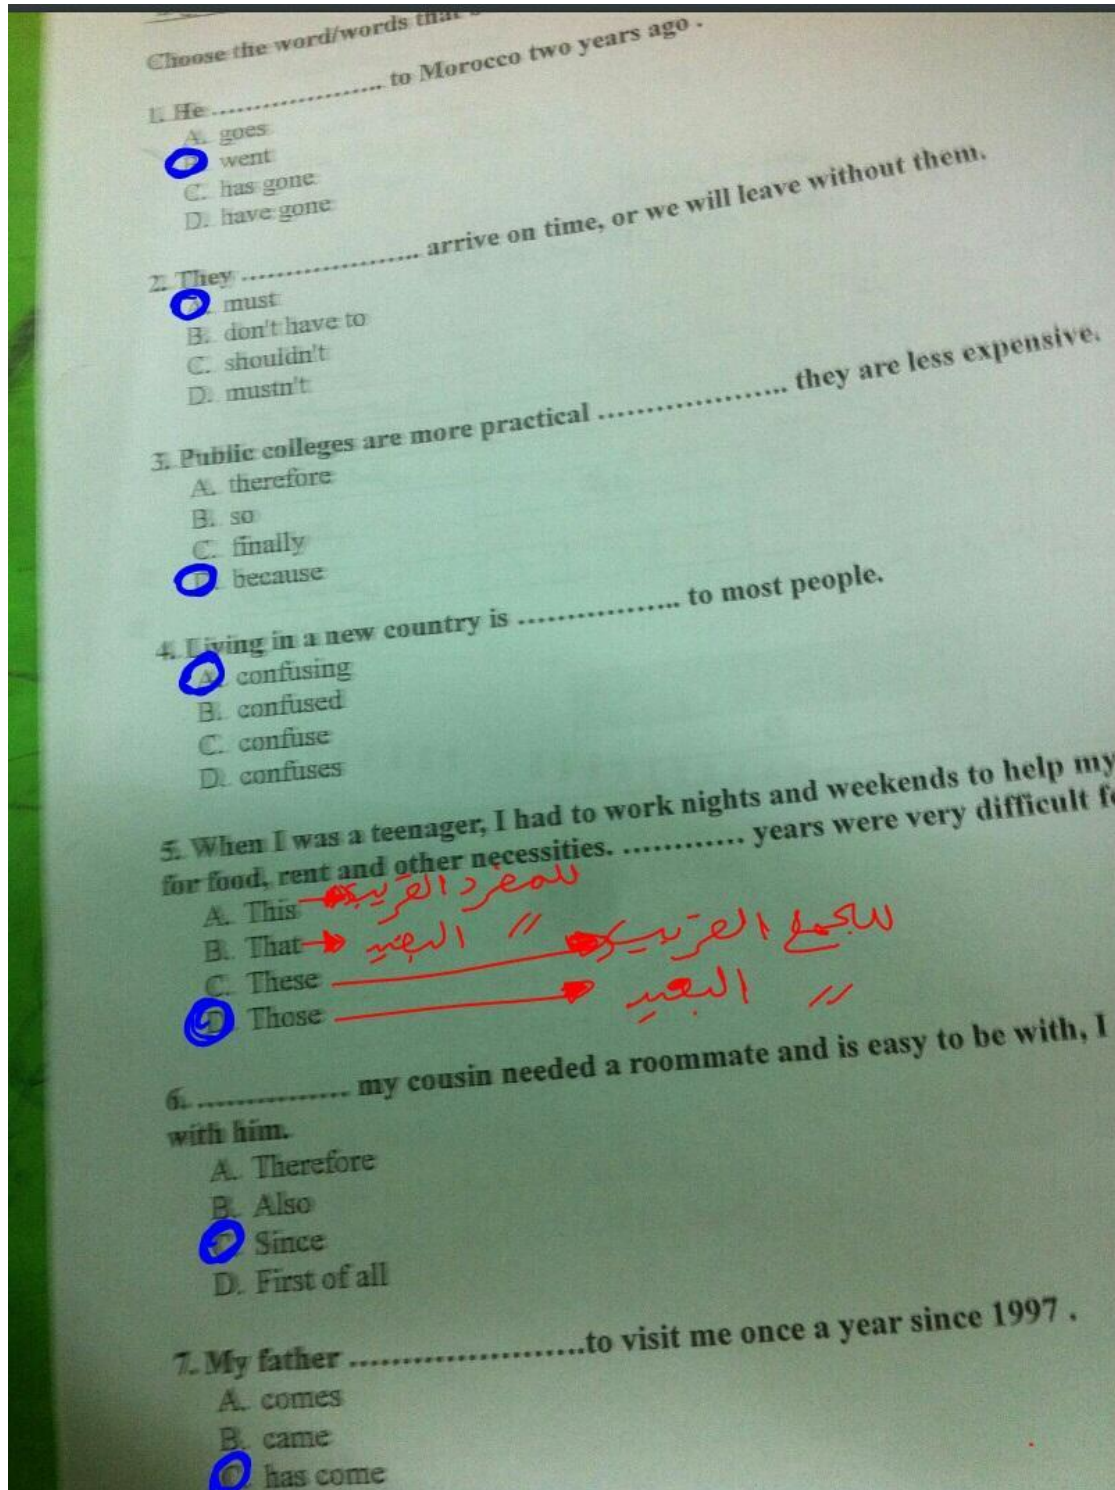 Choose the word/words that
1. He .................... to Morocco two years ago .
A. goes
B. went
C. has gone
D. have gone
2. They .................... arrive on time, or we will leave without them.
A. must
B. don't have to
C. shouldn't
D. mustn't
3. Public colleges are more practical .................... they are less expensive.
A. therefore
B. so
C. finally
D. because
4. Living in a new country is .................. to most people.
A. confusing
B. confused
C. confuse
D. confuses
5. When I was a teenager, I had to work nights and weekends to help my
for food, rent and other necessities. ............. years were very difficult
A. This للمفرد القريب
B. That " البعيد
C. These للجمع القريب
D. Those " البعيد
6. ................ my cousin needed a roommate and is easy to be with, I
with him.
A. Therefore
B. Also
C. Since
D. First of all
7. My father ........................to visit me once a year since 1997 .
A. comes
B. came
C. has come